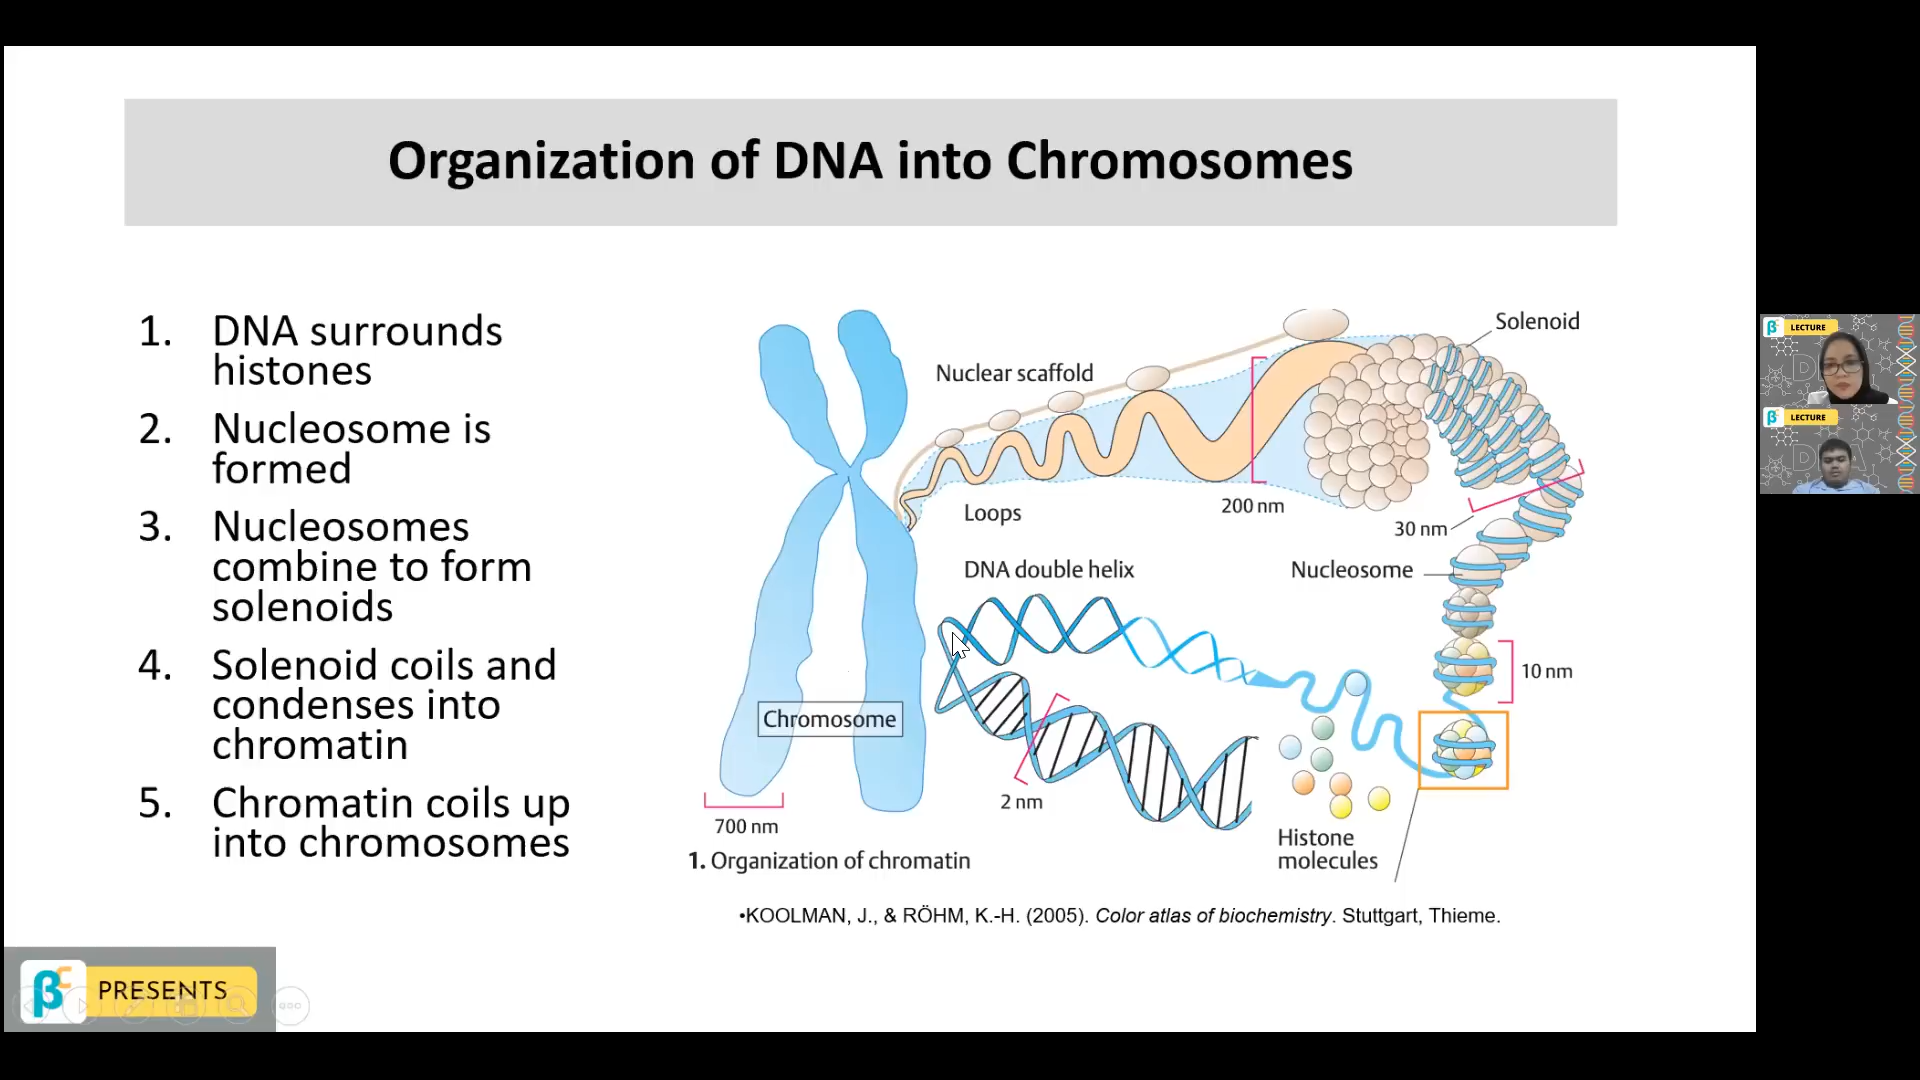 Organization of DNA into Chromosomes
1. DNA surrounds
histones
2. Nucleosome is
formed
3. Nucleosomes
combine to form
solenoids
4. Solenoid coils and
condenses into
chromatin
5. Chromatin coils up
into chromosomes
Solenoid
Nuclear scaffold
Loops
200 nm
30 nm
DNA double helix
Nucleosome
10 nm
Chromosome
2 nm
700 nm
Histone
molecules
1. Organization of chromatin
•KOOLMAN, J., & RÖHM, K.-H. (2005). Color atlas of biochemistry. Stuttgart, Thieme.
βC PRESENTS
β LECTURE
β LECTURE